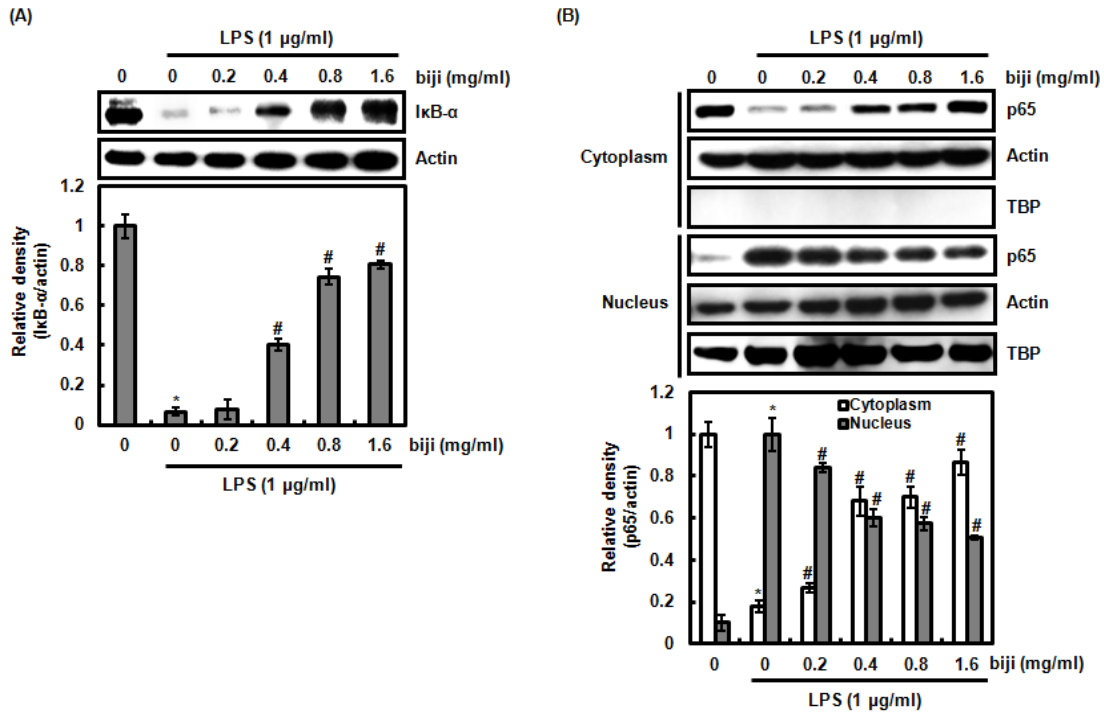 (A)
LPS (1 μg/ml)
0 0 0.2 0.4 0.8 1.6 biji (mg/ml)
IκB-α
Actin
Relative density
(IκB-α/actin)
1.2
1
0.8
0.6
0.4
0.2
0
* # # #
0 0 0.2 0.4 0.8 1.6 biji (mg/ml)
LPS (1 μg/ml)
(B)
LPS (1 μg/ml)
0 0 0.2 0.4 0.8 1.6 biji (mg/ml)
Cytoplasm
p65
Actin
TBP
Nucleus
p65
Actin
TBP
Relative density
(p65/actin)
1.2
1
0.8
0.6
0.4
0.2
0
Cytoplasm
Nucleus
* * # # # # # # # #
0 0 0.2 0.4 0.8 1.6 biji (mg/ml)
LPS (1 μg/ml)